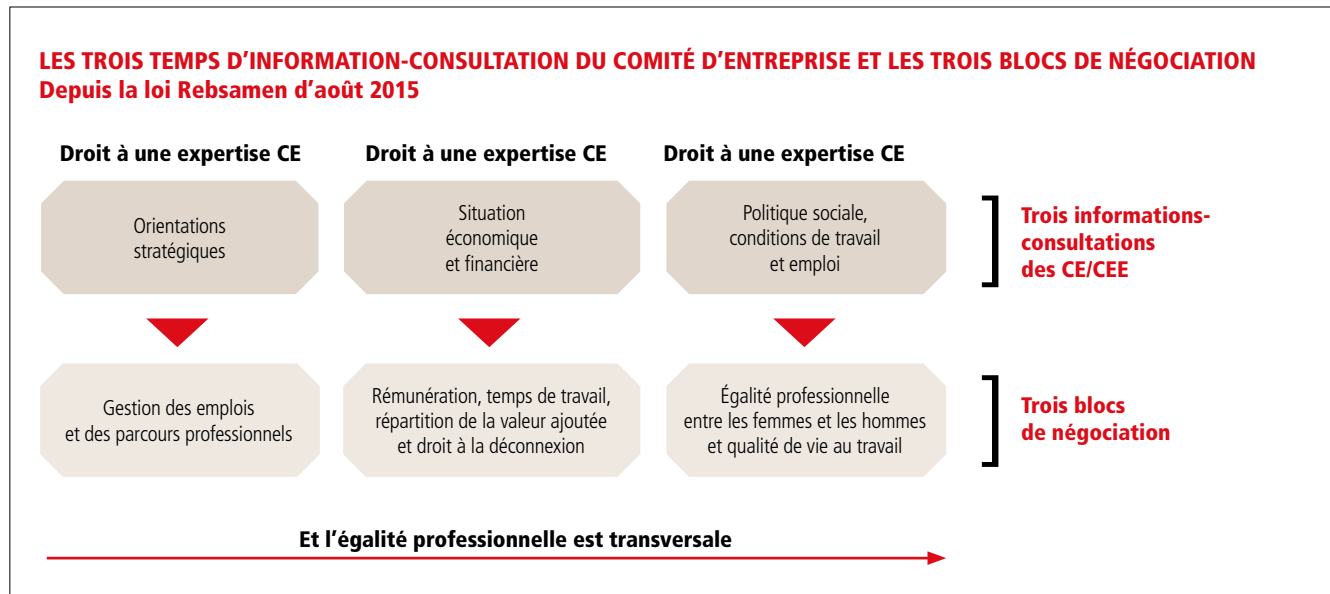 LES TROIS TEMPS D’INFORMATION-CONSULTATION DU COMITÉ D’ENTREPRISE ET LES TROIS BLOCS DE NÉGOCIATION
Depuis la loi Rebsamen d’août 2015
Droit à une expertise CE
Droit à une expertise CE
Droit à une expertise CE
Orientations
stratégiques
Situation
économique
et financière
Politique sociale,
conditions de travail
et emploi
Trois informations-
consultations
des CE/CEE
Gestion des emplois
et des parcours professionnels
Rémunération, temps de travail,
répartition de la valeur ajoutée
et droit à la déconnexion
Égalité professionnelle
entre les femmes et les hommes
et qualité de vie au travail
Trois blocs
de négociation
Et l’égalité professionnelle est transversale